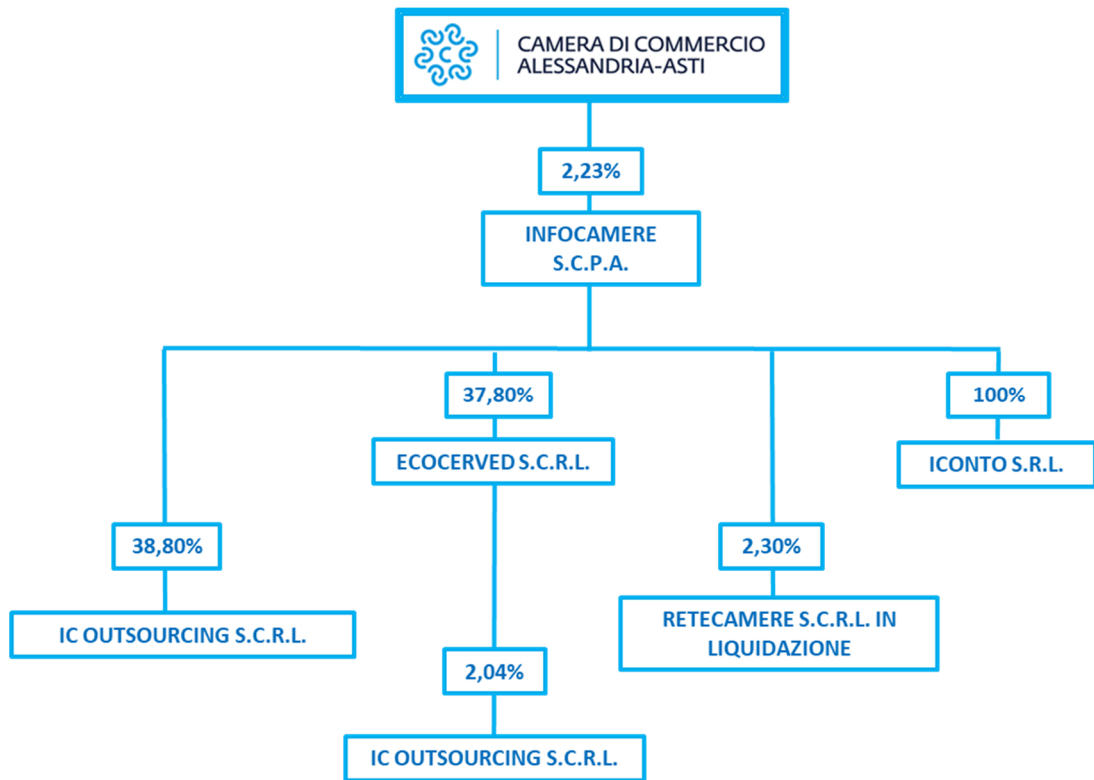 CAMERA DI COMMERCIO
ALESSANDRIA-ASTI
2,23%
INFOCAMERE
S.C.P.A.
37,80%
100%
ECOCERVED S.C.R.L.
ICONTO S.R.L.
38,80%
2,30%
IC OUTSOURCING S.C.R.L.
RETECAMERE S.C.R.L. IN
LIQUIDAZIONE
2,04%
IC OUTSOURCING S.C.R.L.